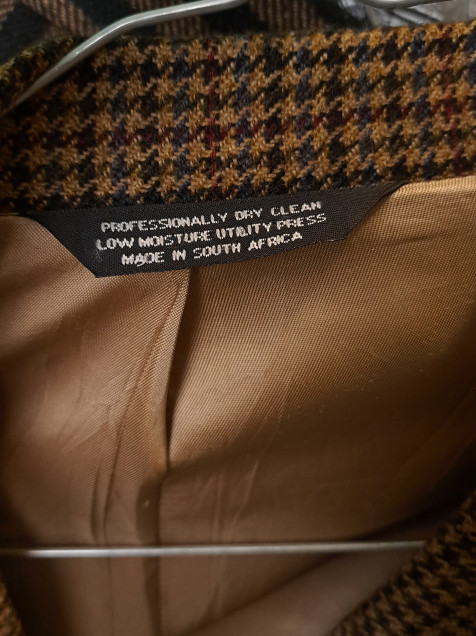 PROFESSIONALLY DRY CLEAN
LOW MOISTURE UTILITY PRESS
MADE IN SOUTH AFRICA